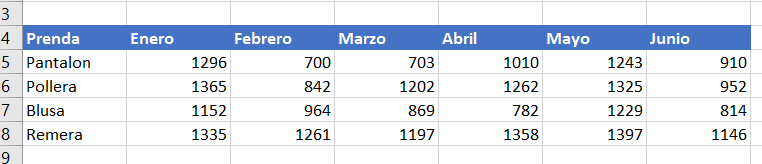 3
4 Prenda Enero Febrero Marzo Abril Mayo Junio
5 Pantalon 1296 700 703 1010 1243 910
6 Pollera 1365 842 1202 1262 1325 952
7 Blusa 1152 964 869 782 1229 814
8 Remera 1335 1261 1197 1358 1397 1146
9